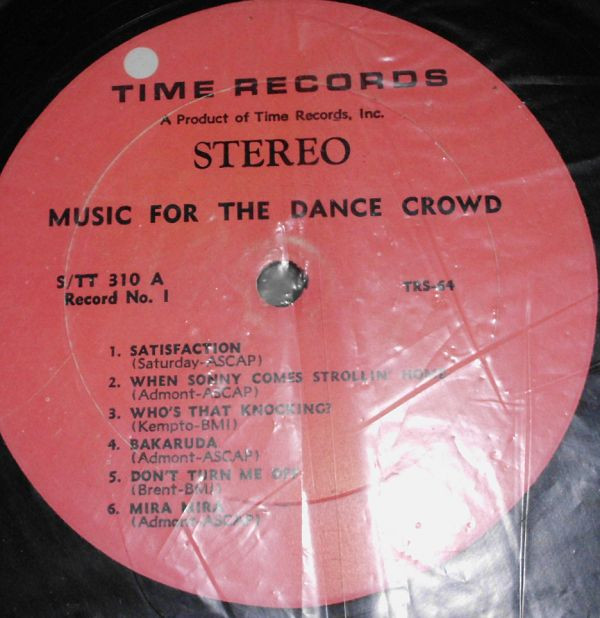 TIME RECORDS
A Product of Time Records, Inc.
STEREO
MUSIC FOR THE DANCE CROWD
S/TT 310 A
Record No. 1
TRS-64
1. SATISFACTION
(Saturday-ASCAP)
2. WHEN SONNY COMES STROLLIN' HOME
(Admont-ASCAP)
3. WHO'S THAT KNOCKING?
(Kempto-BMI)
4. BAKARUDA
(Admont-ASCAP)
5. DON'T TURN ME OFF
(Brent-BMI)
6. MIRA MIRA
(Admont-ASCAP)